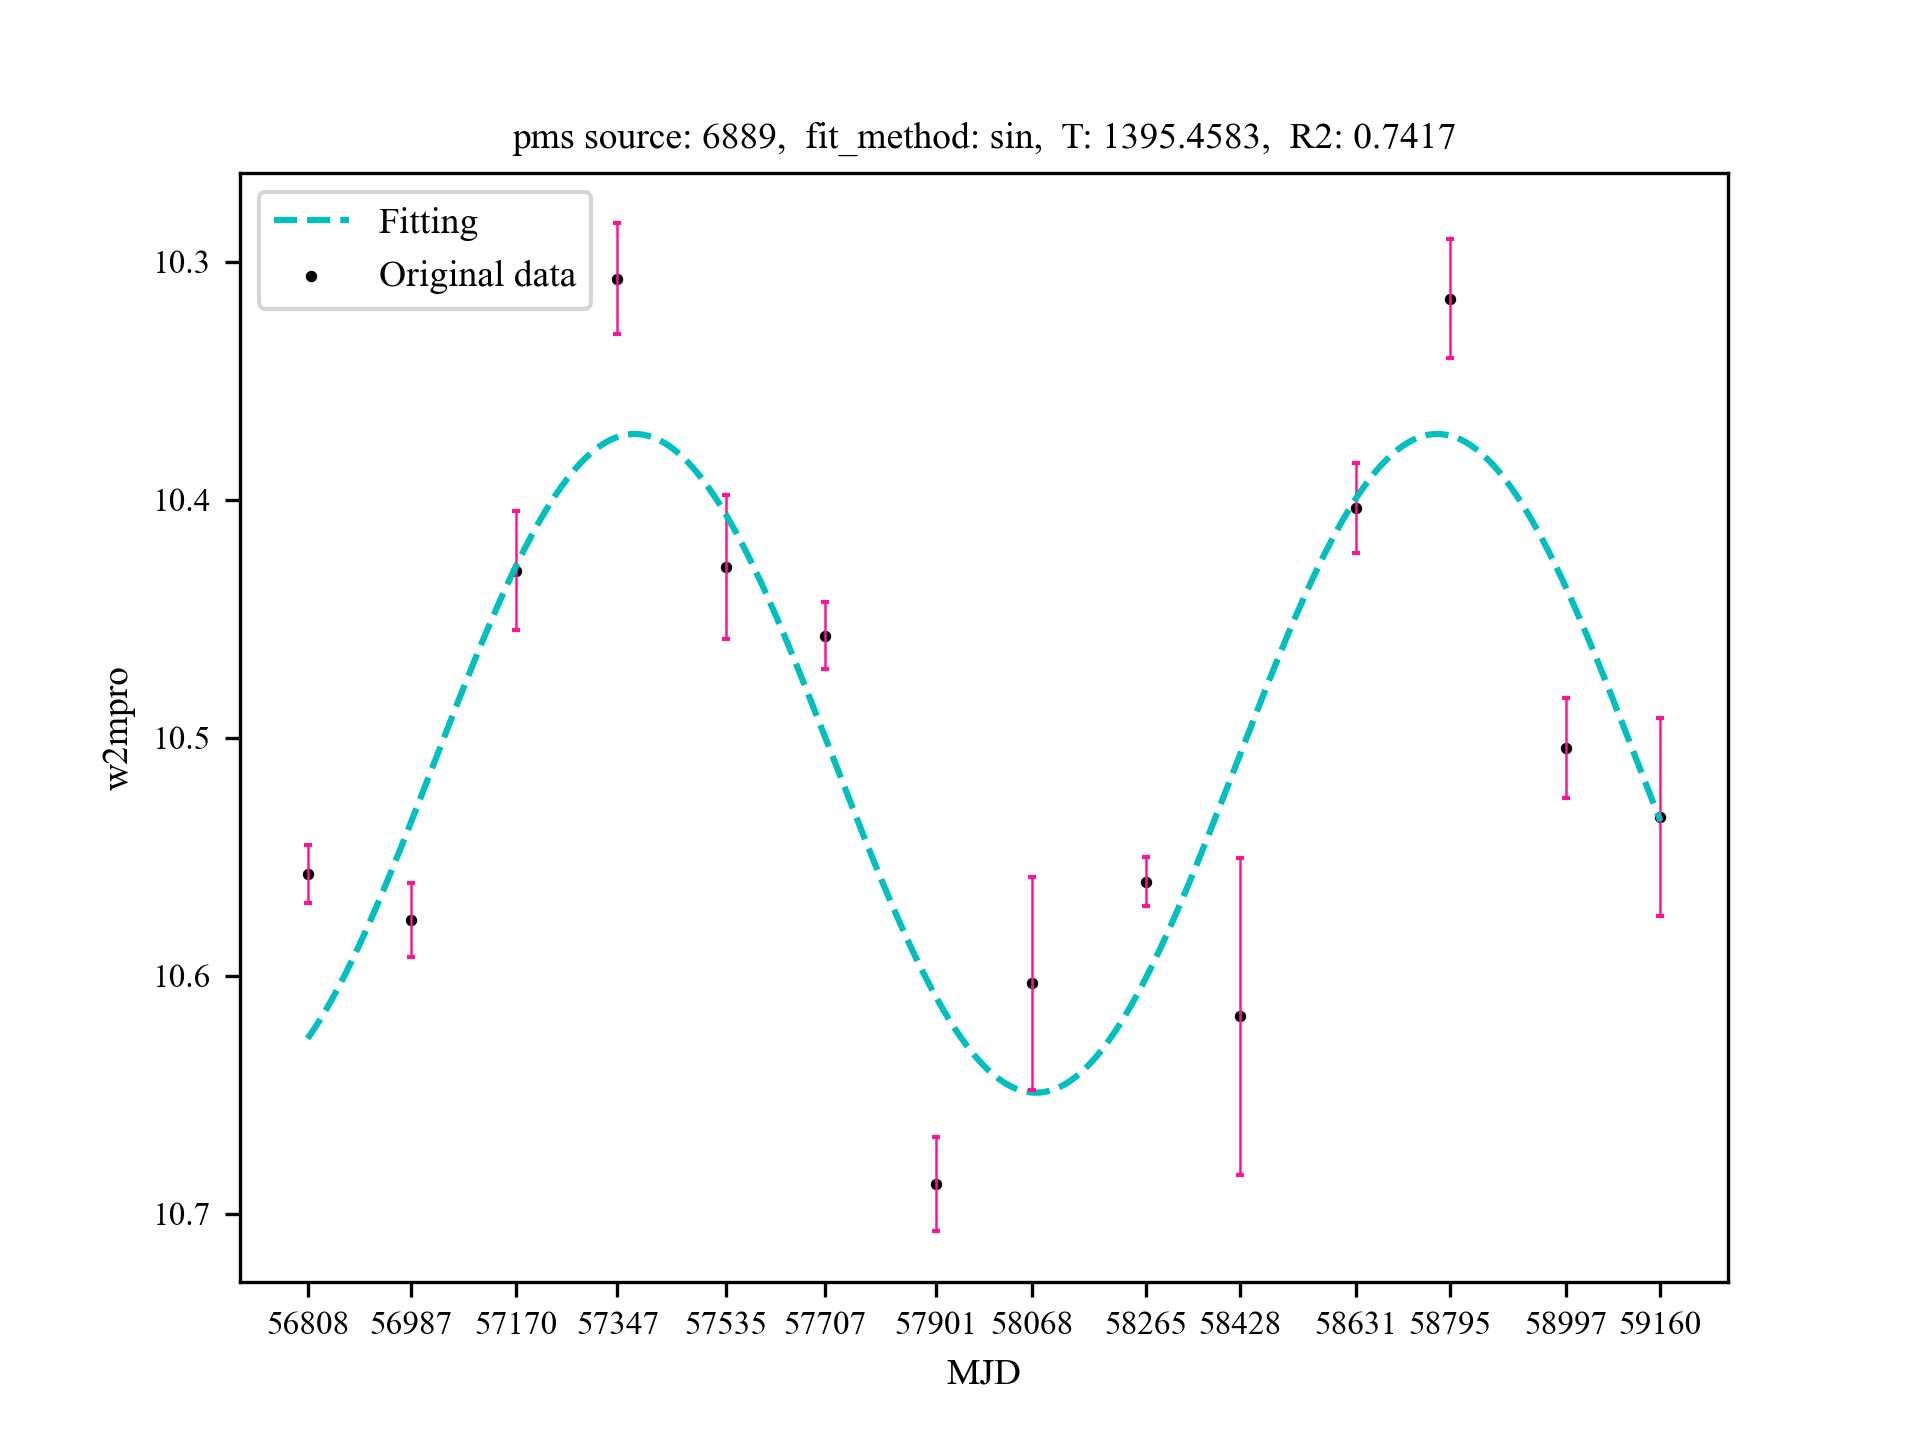 pms source: 6889,  fit_method: sin,  T: 1395.4583,  R2: 0.7417
Fitting
Original data
10.3
10.4
10.5
10.6
10.7
w2mpro
56808 56987 57170 57347 57535 57707 57901 58068 58265 58428 58631 58795 58997 59160
MJD